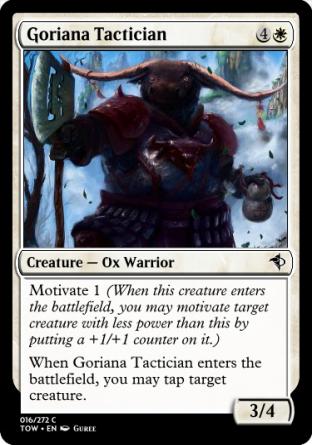 Goriana Tactician 4
Creature — Ox Warrior
Motivate 1 (When this creature enters
the battlefield, you may motivate target
creature with less power than this by
putting a +1/+1 counter on it.)
When Goriana Tactician enters the
battlefield, you may tap target
creature.
3/4
016/272 C
TOW • EN Guree